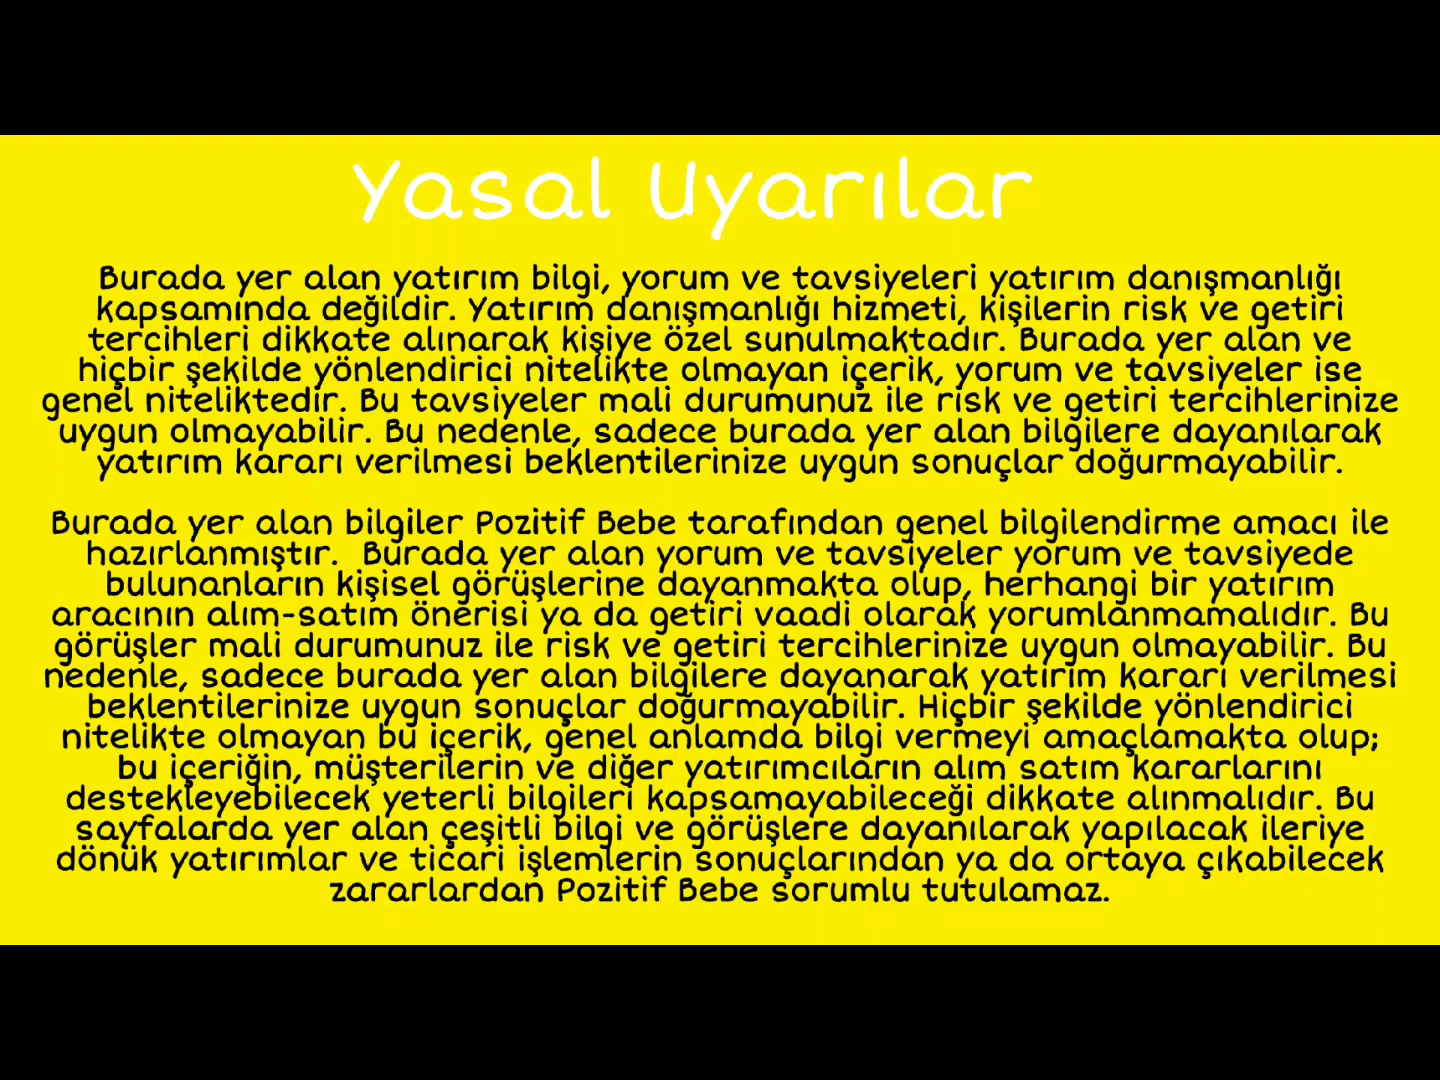 Yasal Uyarılar
Burada yer alan yatırım bilgi, yorum ve tavsiyeleri yatırım danışmanlığı
kapsamında değildir. Yatırım danışmanlığı hizmeti, kişilerin risk ve getiri
tercihleri dikkate alınarak kişiye özel sunulmaktadır. Burada yer alan ve
hiçbir şekilde yönlendirici nitelikte olmayan içerik, yorum ve tavsiyeler ise
genel niteliktedir. Bu tavsiyeler mali durumunuz ile risk ve getiri tercihlerinize
uygun olmayabilir. Bu nedenle, sadece burada yer alan bilgilere dayanılarak
yatırım kararı verilmesi beklentilerinize uygun sonuçlar doğurmayabilir.
Burada yer alan bilgiler Pozitif Bebe tarafından genel bilgilendirme amacı ile
hazırlanmıştır. Burada yer alan yorum ve tavsiyeler yorum ve tavsiyede
bulunanların kişisel görüşlerine dayanmakta olup, herhangi bir yatırım
aracının alım-satım önerisi ya da getiri vaadi olarak yorumlanmamalıdır. Bu
görüşler mali durumunuz ile risk ve getiri tercihlerinize uygun olmayabilir. Bu
nedenle, sadece burada yer alan bilgilere dayanarak yatırım kararı verilmesi
beklentilerinize uygun sonuçlar doğurmayabilir. Hiçbir şekilde yönlendirici
nitelikte olmayan bu içerik, genel anlamda bilgi vermeyi amaçlamakta olup;
bu içeriğin, müşterilerin ve diğer yatırımcıların alım satım kararlarını
destekleyebilecek yeterli bilgileri kapsamayabileceği dikkate alınmalıdır. Bu
sayfalarda yer alan çeşitli bilgi ve görüşlere dayanılarak yapılacak ileriye
dönük yatırımlar ve ticari işlemlerin sonuçlarından ya da ortaya çıkabilecek
zararlardan Pozitif Bebe sorumlu tutulamaz.